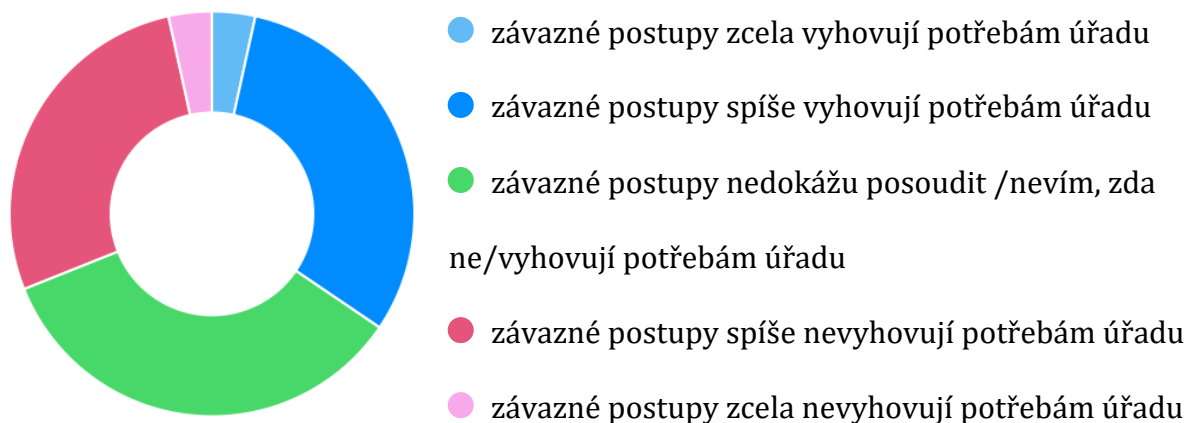 závazné postupy zcela vyhovují potřebám úřadu
závazné postupy spíše vyhovují potřebám úřadu
závazné postupy nedokážu posoudit /nevím, zda
ne/vyhovují potřebám úřadu
závazné postupy spíše nevyhovují potřebám úřadu
závazné postupy zcela nevyhovují potřebám úřadu